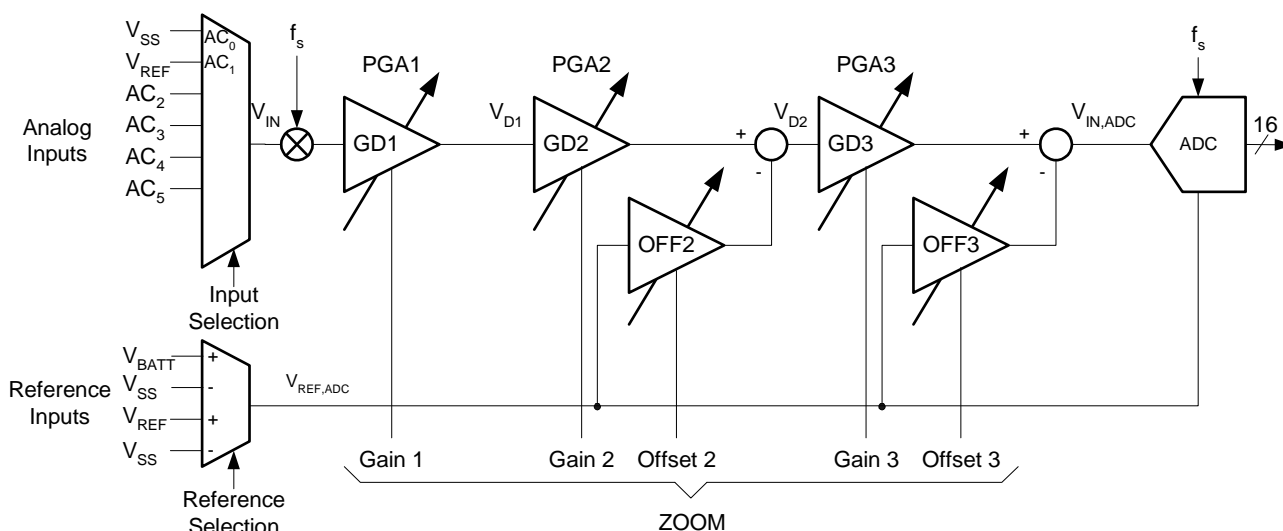 V_SS
AC_0
V_REF
AC_1
AC_2
AC_3
AC_4
AC_5
Analog
Inputs
V_IN
f_s
PGA1
GD1
V_D1
PGA2
GD2
+
-
V_D2
PGA3
GD3
+
-
V_IN,ADC
f_s
ADC
16
OFF2
OFF3
Input
Selection
Reference
Inputs
V_BATT +
V_SS -
V_REF +
V_SS -
V_REF,ADC
Reference
Selection
Gain 1
Gain 2
Offset 2
Gain 3
Offset 3
ZOOM